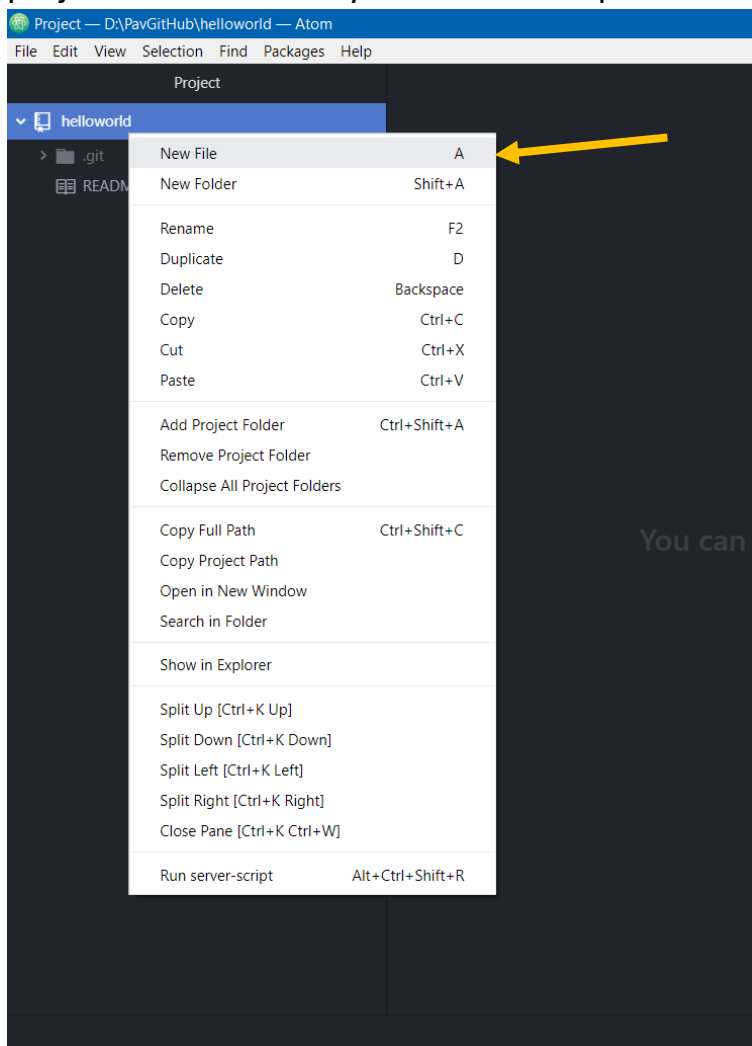 Project — D:\PavGitHub\helloworld — Atom
File Edit View Selection Find Packages Help
Project
helloworld
.git
READM
New File A
New Folder Shift+A
Rename F2
Duplicate D
Delete Backspace
Copy Ctrl+C
Cut Ctrl+X
Paste Ctrl+V
Add Project Folder Ctrl+Shift+A
Remove Project Folder
Collapse All Project Folders
Copy Full Path Ctrl+Shift+C
Copy Project Path
Open in New Window
Search in Folder
Show in Explorer
Split Up [Ctrl+K Up]
Split Down [Ctrl+K Down]
Split Left [Ctrl+K Left]
Split Right [Ctrl+K Right]
Close Pane [Ctrl+K Ctrl+W]
Run server-script Alt+Ctrl+Shift+R
You can